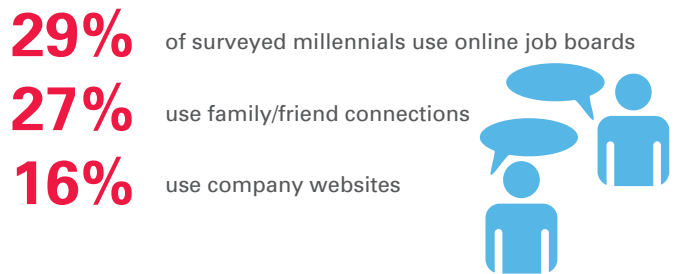 29% of surveyed millennials use online job boards
27% use family/friend connections
16% use company websites